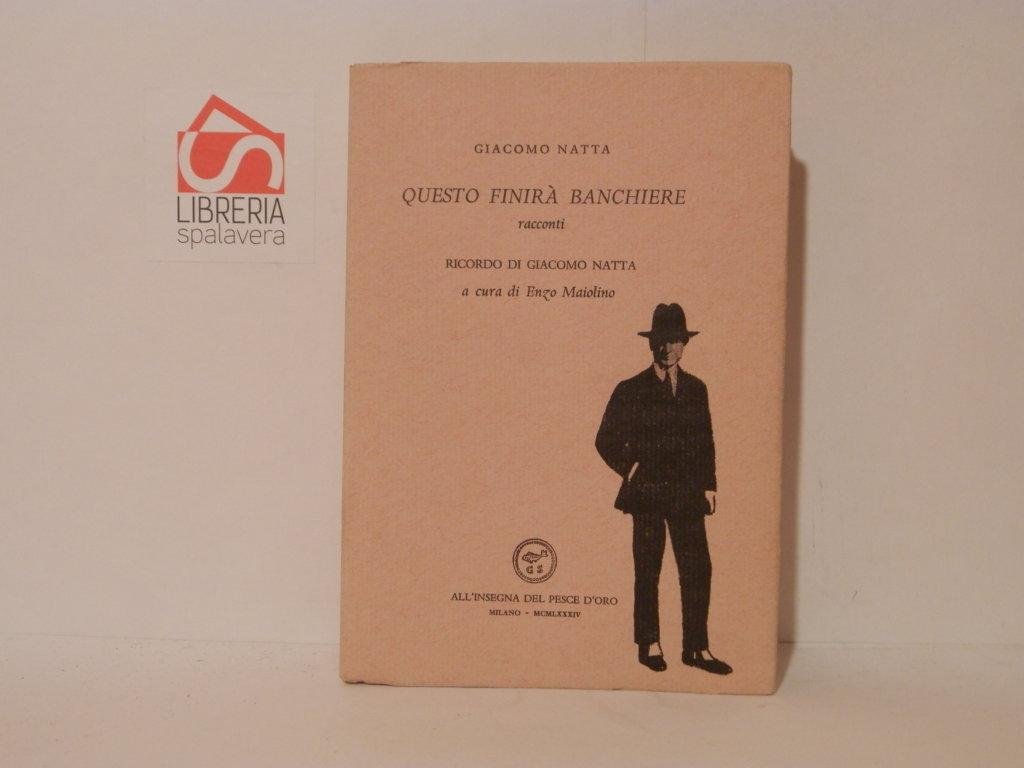 LIBRERIA
spalavera
GIACOMO NATTA
QUESTO FINIRÀ BANCHIERE
racconti
RICORDO DI GIACOMO NATTA
a cura di Enzo Maiolino
G S
ALL'INSEGNA DEL PESCE D'ORO
MILANO - MCMLXXXIV